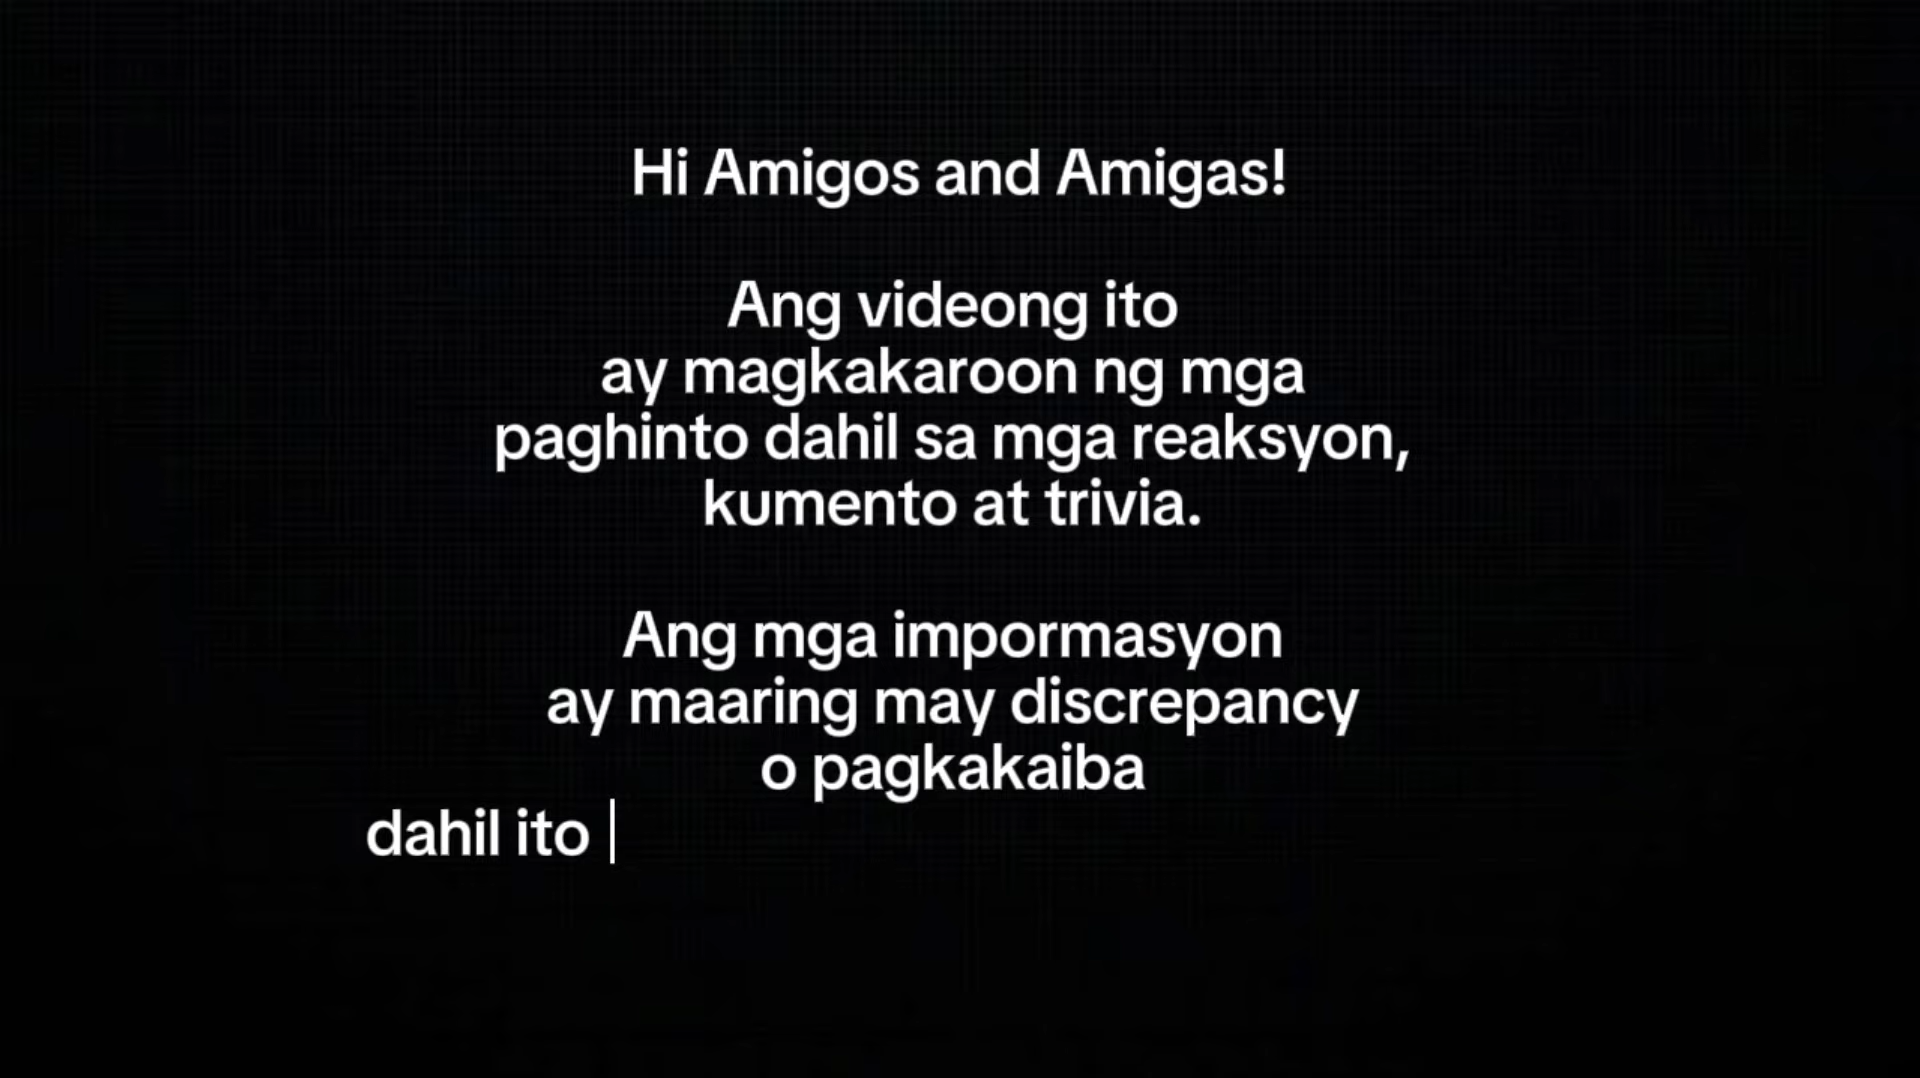 Hi Amigos and Amigas!
Ang videong ito
ay magkakaroon ng mga
paghinto dahil sa mga reaksyon,
kumento at trivia.
Ang mga impormasyon
ay maaring may discrepancy
o pagkakaiba
dahil ito